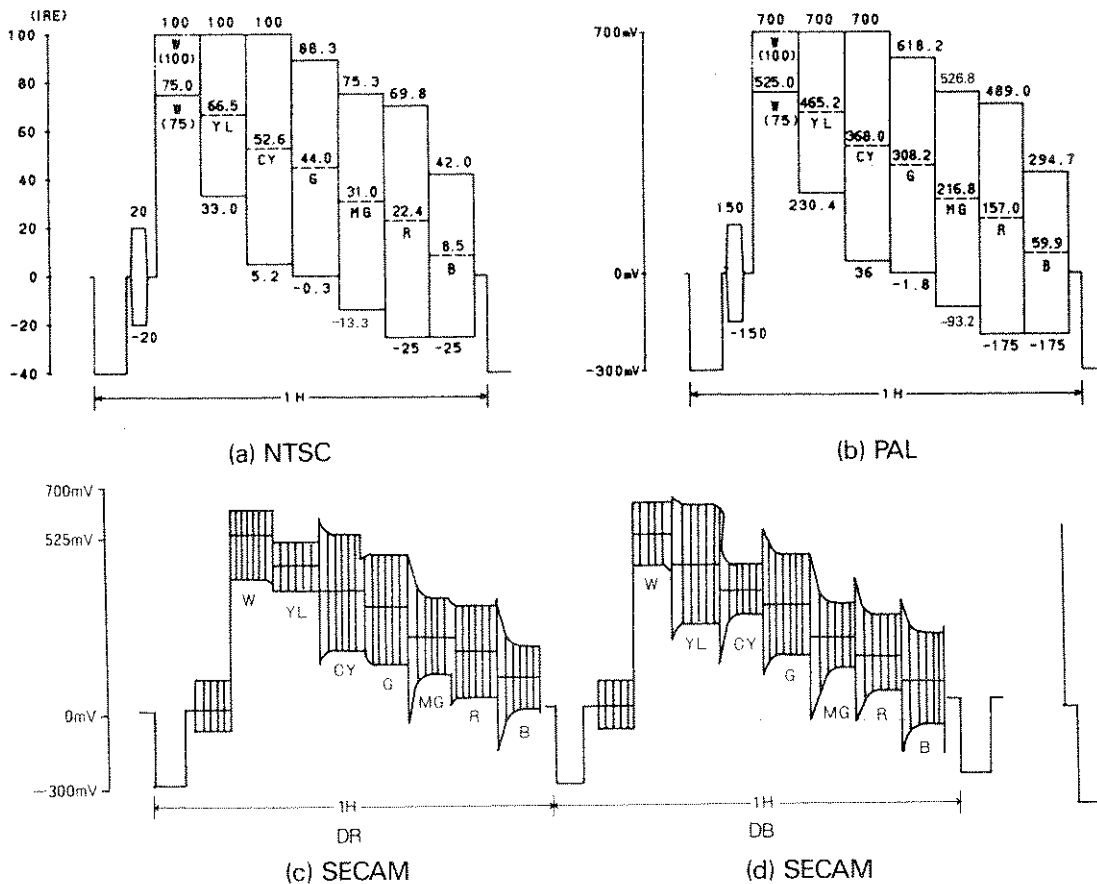 (IRE)
100
80
60
40
20
0
-20
-40
100 100 100
W
(100)
75.0
W
(75)
66.5
YL
33.0
52.6
CY
5.2
88.3
44.0
G
-0.3
75.3
31.0
MG
-13.3
69.8
22.4
R
-25
42.0
8.5
B
-25
20
-20
1H
(a) NTSC
700mV
0mV
-300mV
700 700 700
W
(100)
525.0
W
(75)
465.2
YL
230.4
368.0
CY
36
618.2
308.2
G
-1.8
526.8
216.8
MG
-93.2
489.0
157.0
R
-175
294.7
59.9
B
-175
150
-150
1H
(b) PAL
700mV
525mV
0mV
-300mV
W
YL
CY
G
MG
R
B
1H
DR
(c) SECAM
W
YL
CY
G
MG
R
B
1H
DB
(d) SECAM